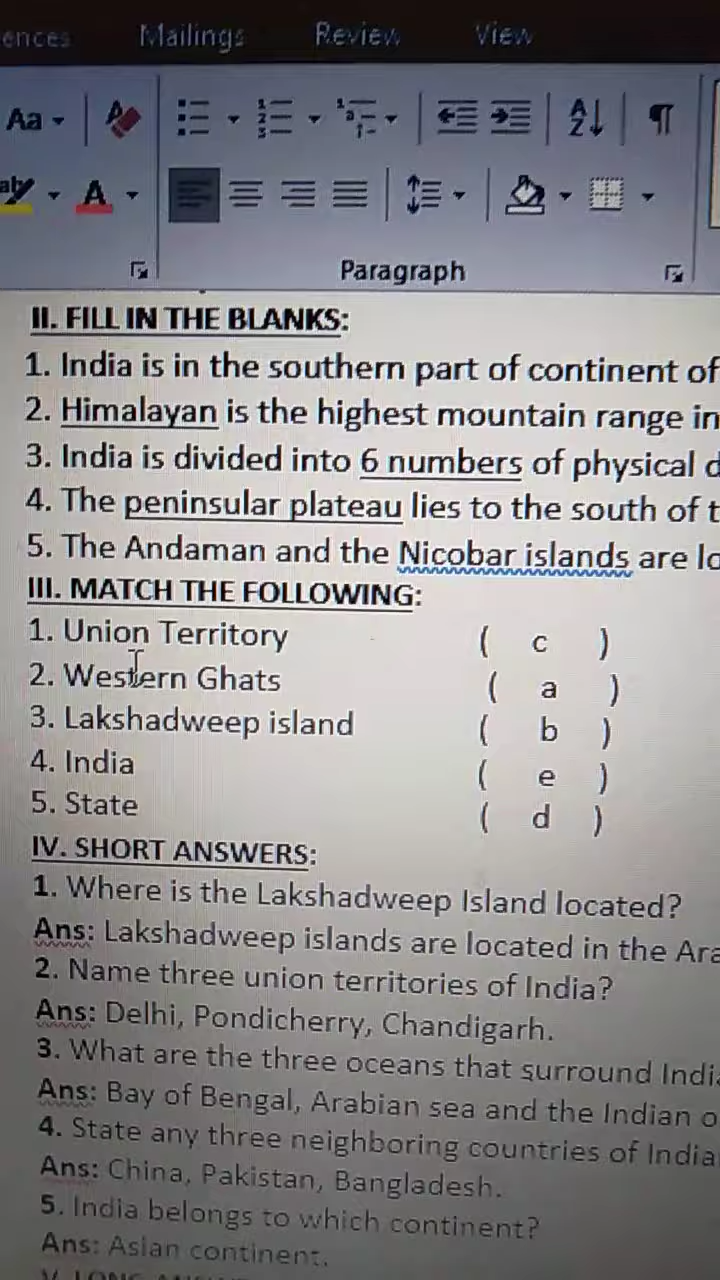 ences Mailings Review View
Aa
Paragraph
II. FILL IN THE BLANKS:
1. India is in the southern part of continent of
2. Himalayan is the highest mountain range in
3. India is divided into 6 numbers of physical d
4. The peninsular plateau lies to the south of t
5. The Andaman and the Nicobar islands are lo
III. MATCH THE FOLLOWING:
1. Union Territory ( c )
2. Western Ghats ( a )
3. Lakshadweep island ( b )
4. India ( e )
5. State ( d )
IV. SHORT ANSWERS:
1. Where is the Lakshadweep Island located?
Ans: Lakshadweep islands are located in the Ara
2. Name three union territories of India?
Ans: Delhi, Pondicherry, Chandigarh.
3. What are the three oceans that surround India
Ans: Bay of Bengal, Arabian sea and the Indian o
4. State any three neighboring countries of India
Ans: China, Pakistan, Bangladesh.
5. India belongs to which continent?
Ans: Asian continent.